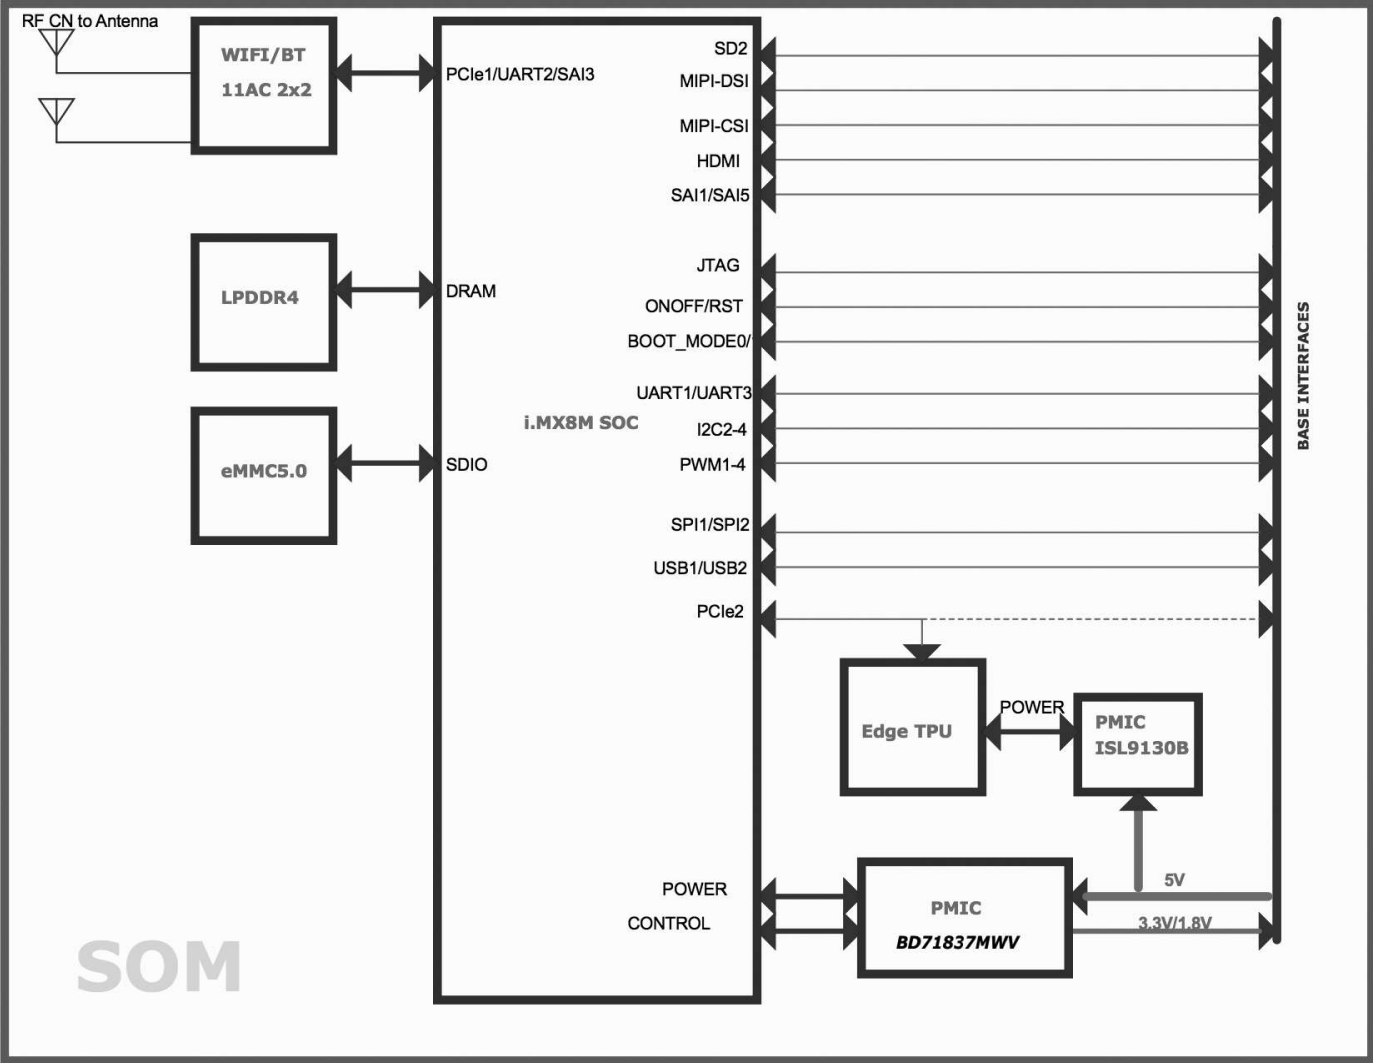 RF CN to Antenna
WIFI/BT
11AC 2x2
PCIe1/UART2/SAI3
LPDDR4
DRAM
eMMC5.0
SDIO
i.MX8M SOC
SD2
MIPI-DSI
MIPI-CSI
HDMI
SAI1/SAI5
JTAG
ONOFF/RST
BOOT_MODE0/
UART1/UART3
I2C2-4
PWM1-4
SPI1/SPI2
USB1/USB2
PCIe2
BASE INTERFACES
Edge TPU
POWER
PMIC
ISL9130B
POWER
CONTROL
PMIC
BD71837MWV
5V
3.3V/1.8V
SOM